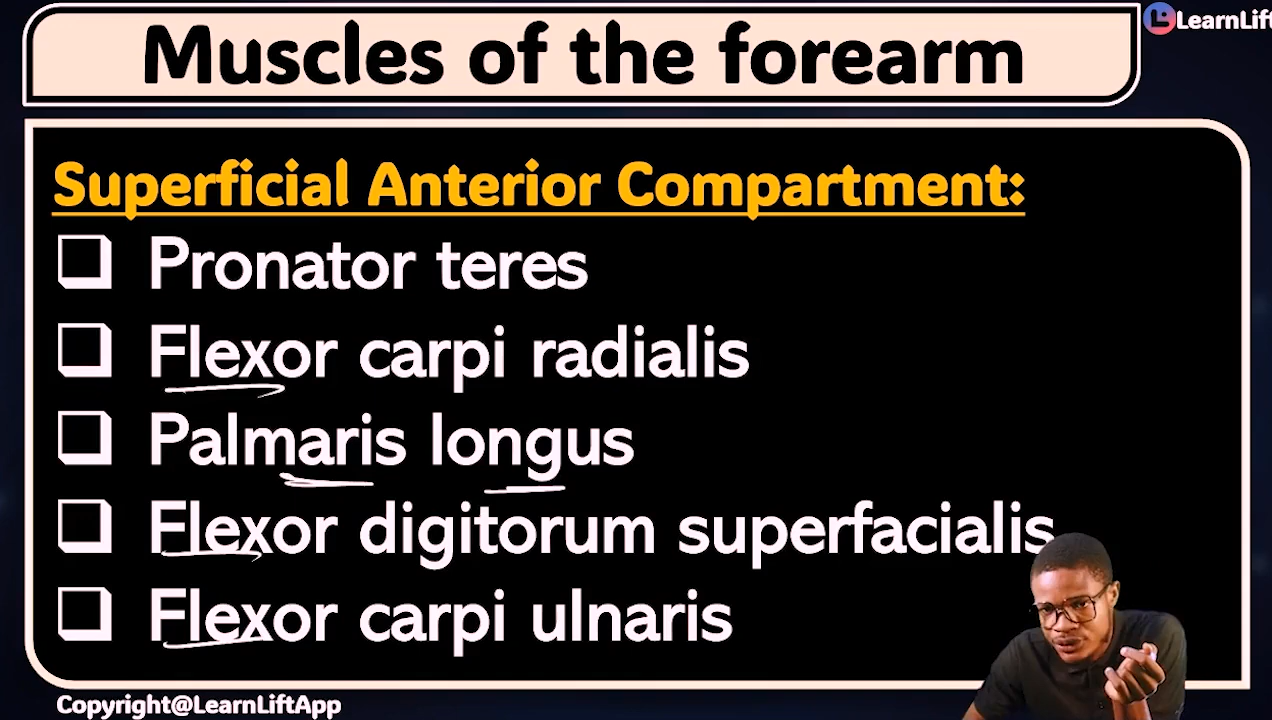 Muscles of the forearm
LearnLift
Superficial Anterior Compartment:
Pronator teres
Flexor carpi radialis
Palmaris longus
Flexor digitorum superfacialis
Flexor carpi ulnaris
Copyright@LearnLiftApp